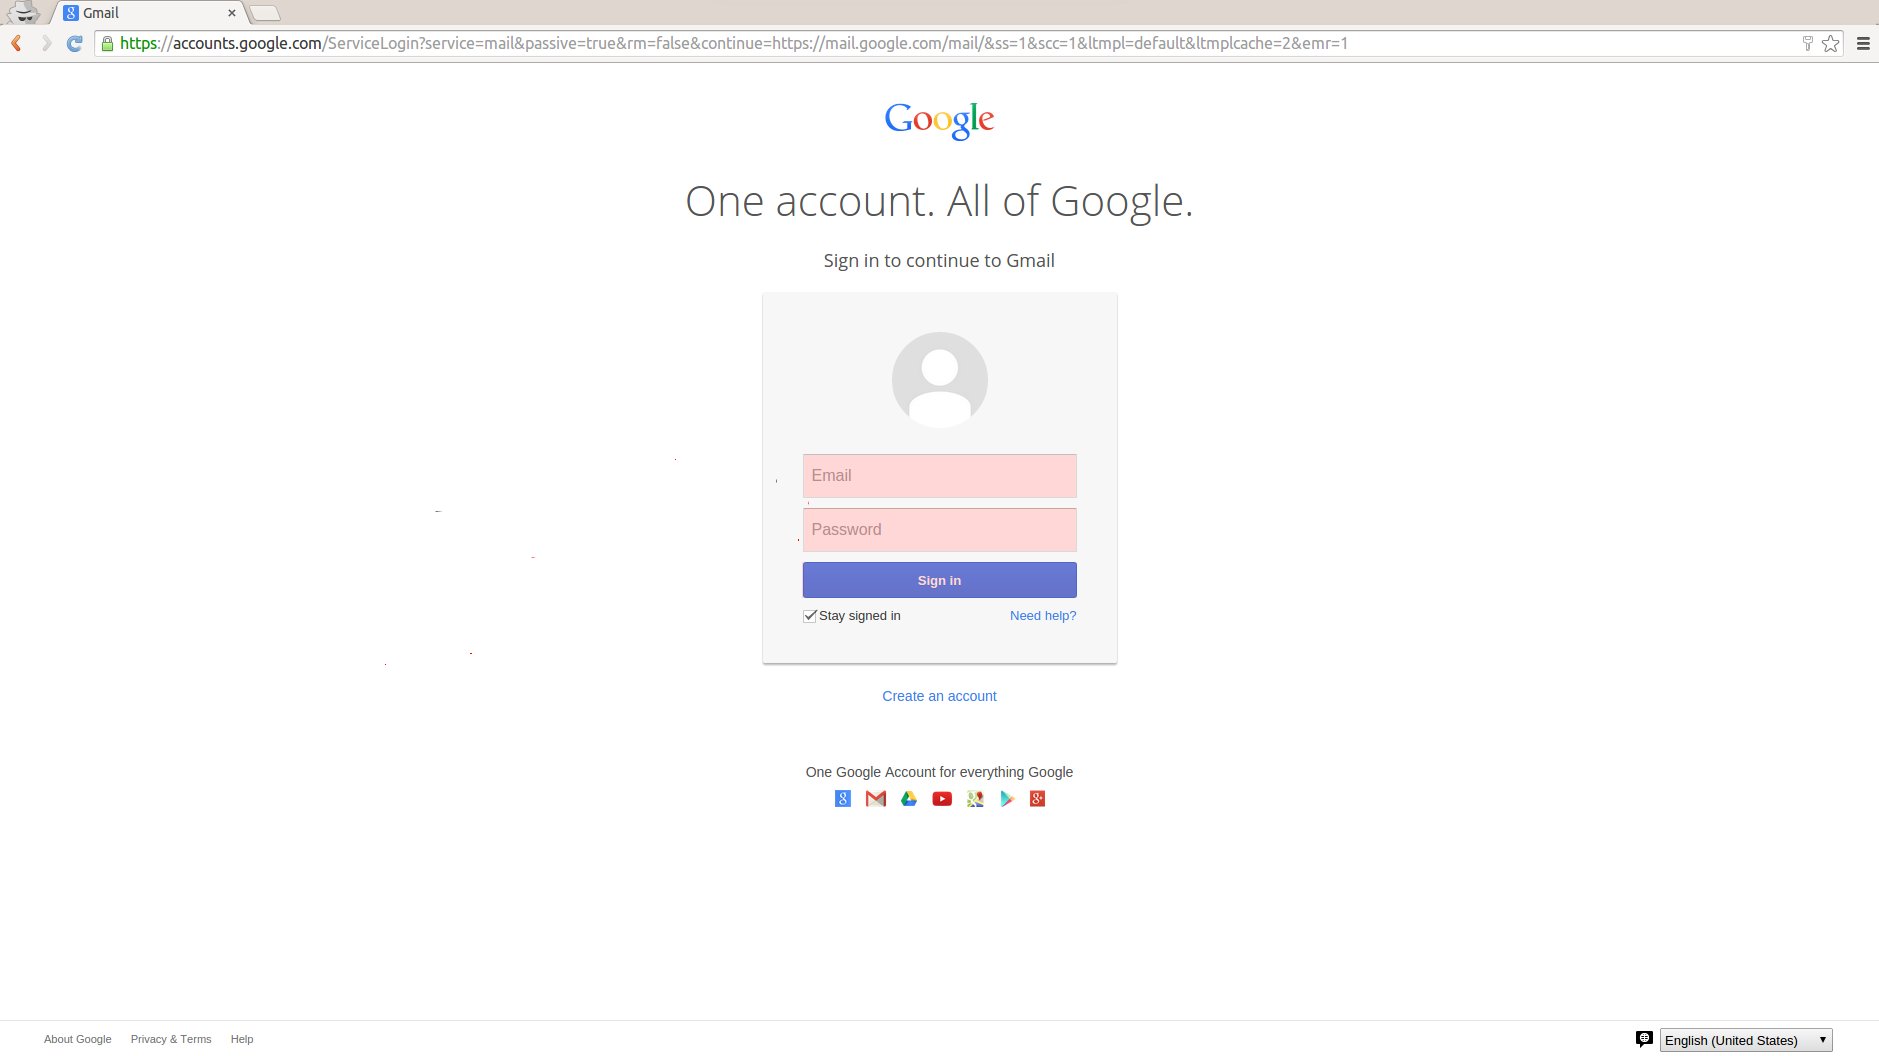 Gmail
https://accounts.google.com/ServiceLogin?service=mail&passive=true&rm=false&continue=https://mail.google.com/mail/&ss=1&scc=1&ltmpl=default&ltmplcache=2&emr=1
Google
One account. All of Google.
Sign in to continue to Gmail
Email
Password
Sign in
Stay signed in Need help?
Create an account
One Google Account for everything Google
About Google Privacy & Terms Help English (United States)